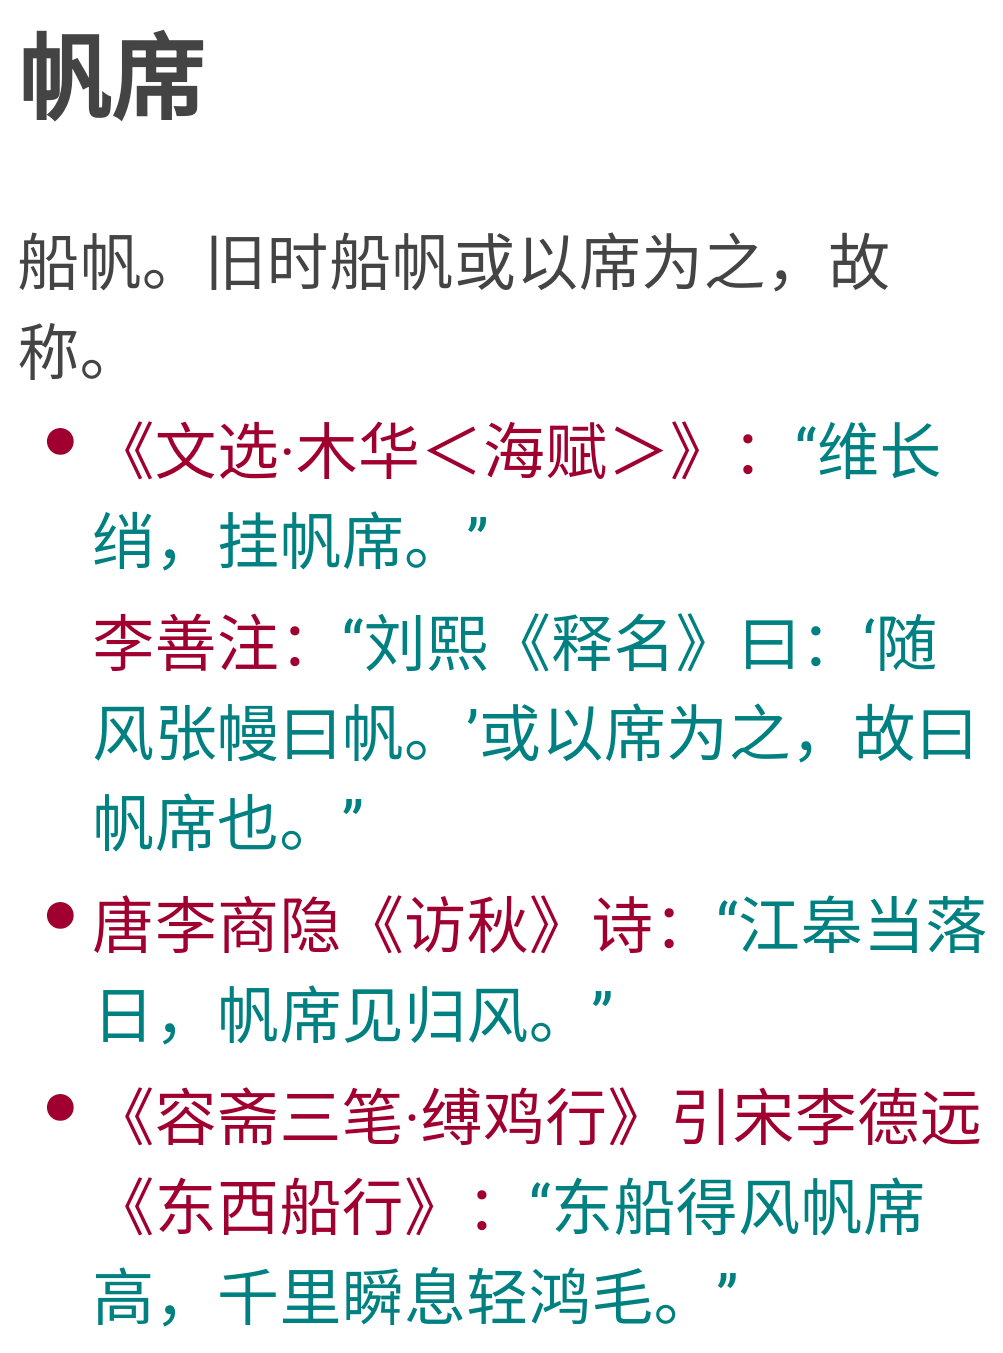 帆席
船帆。旧时船帆或以席为之，故
称。
•《文选·木华＜海赋＞》：“维长
绡，挂帆席。”
李善注：“刘熙《释名》曰：‘随
风张幔曰帆。’或以席为之，故曰
帆席也。”
•唐李商隐《访秋》诗：“江皋当落
日，帆席见归风。”
•《容斋三笔·缚鸡行》引宋李德远
《东西船行》：“东船得风帆席
高，千里瞬息轻鸿毛。”